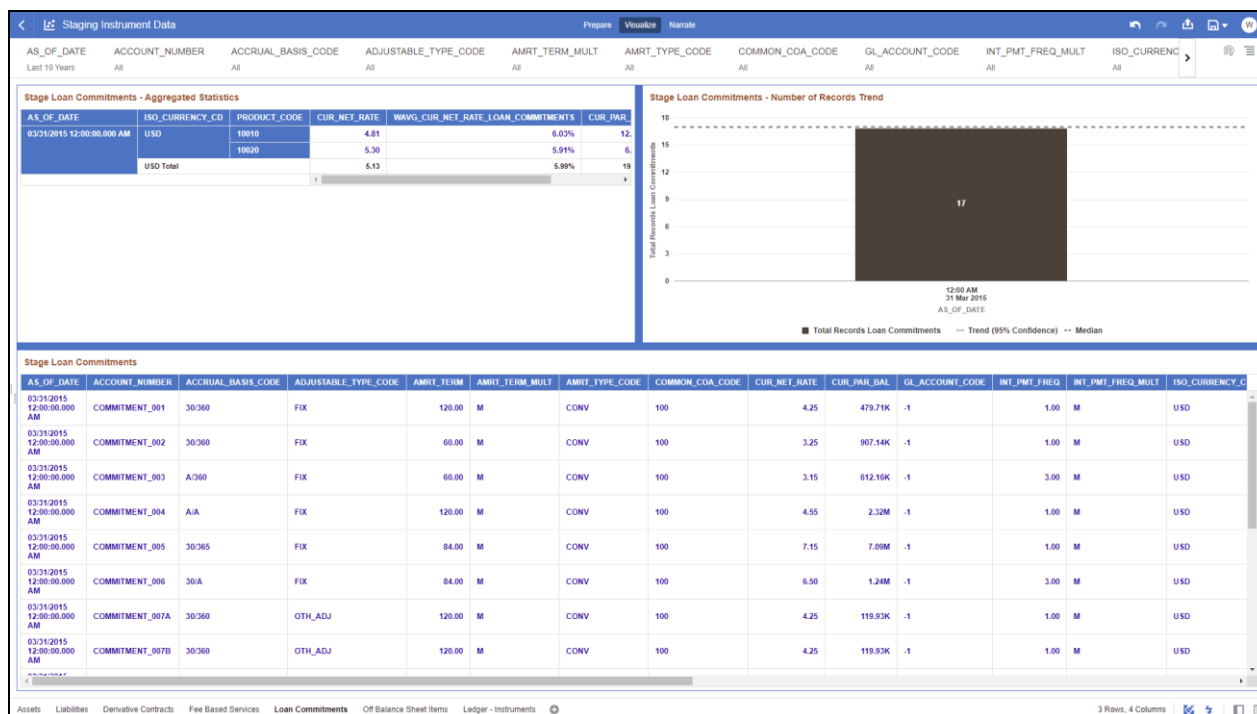 Staging Instrument Data
Prepare Visualize Narrate
W
AS_OF_DATE ACCOUNT_NUMBER ACCRUAL_BASIS_CODE ADJUSTABLE_TYPE_CODE AMRT_TERM_MULT AMRT_TYPE_CODE COMMON_COA_CODE GL_ACCOUNT_CODE INT_PMT_FREQ_MULT ISO_CURRENC
Last 10 Years All All All All All All All All All
Stage Loan Commitments - Aggregated Statistics
AS_OF_DATE ISO_CURRENCY_CD PRODUCT_CODE CUR_NET_RATE WAVG_CUR_NET_RATE_LOAN_COMMITMENTS CUR_PAR_
03/31/2015 12:00:00.000 AM USD 10010 4.81 6.03% 12.
10020 5.30 5.91% 6.
USD Total 5.13 5.99% 19
Stage Loan Commitments - Number of Records Trend
Total Records Loan Commitments
18
15
12
9
6
3
0
17
12:00 AM
31 Mar 2015
AS_OF_DATE
Total Records Loan Commitments Trend (95% Confidence) Median
Stage Loan Commitments
AS_OF_DATE ACCOUNT_NUMBER ACCRUAL_BASIS_CODE ADJUSTABLE_TYPE_CODE AMRT_TERM AMRT_TERM_MULT AMRT_TYPE_CODE COMMON_COA_CODE CUR_NET_RATE CUR_PAR_BAL GL_ACCOUNT_CODE INT_PMT_FREQ INT_PMT_FREQ_MULT ISO_CURRENCY_C
03/31/2015
12:00:00.000
AM COMMITMENT_001 30/360 FIX 120.00 M CONV 100 4.25 479.71K -1 1.00 M USD
03/31/2015
12:00:00.000
AM COMMITMENT_002 30/360 FIX 60.00 M CONV 100 3.25 907.14K -1 1.00 M USD
03/31/2015
12:00:00.000
AM COMMITMENT_003 A/360 FIX 60.00 M CONV 100 3.15 612.16K -1 3.00 M USD
03/31/2015
12:00:00.000
AM COMMITMENT_004 A/A FIX 120.00 M CONV 100 4.55 2.32M -1 1.00 M USD
03/31/2015
12:00:00.000
AM COMMITMENT_005 30/365 FIX 84.00 M CONV 100 7.15 7.09M -1 1.00 M USD
03/31/2015
12:00:00.000
AM COMMITMENT_006 30/A FIX 84.00 M CONV 100 6.50 1.24M -1 3.00 M USD
03/31/2015
12:00:00.000
AM COMMITMENT_007A 30/360 OTH_ADJ 120.00 M CONV 100 4.25 119.93K -1 1.00 M USD
03/31/2015
12:00:00.000
AM COMMITMENT_007B 30/360 OTH_ADJ 120.00 M CONV 100 4.25 119.93K -1 1.00 M USD
Assets Liabilities Derivative Contracts Fee Based Services Loan Commitments Off Balance Sheet Items Ledger - Instruments
3 Rows, 4 Columns